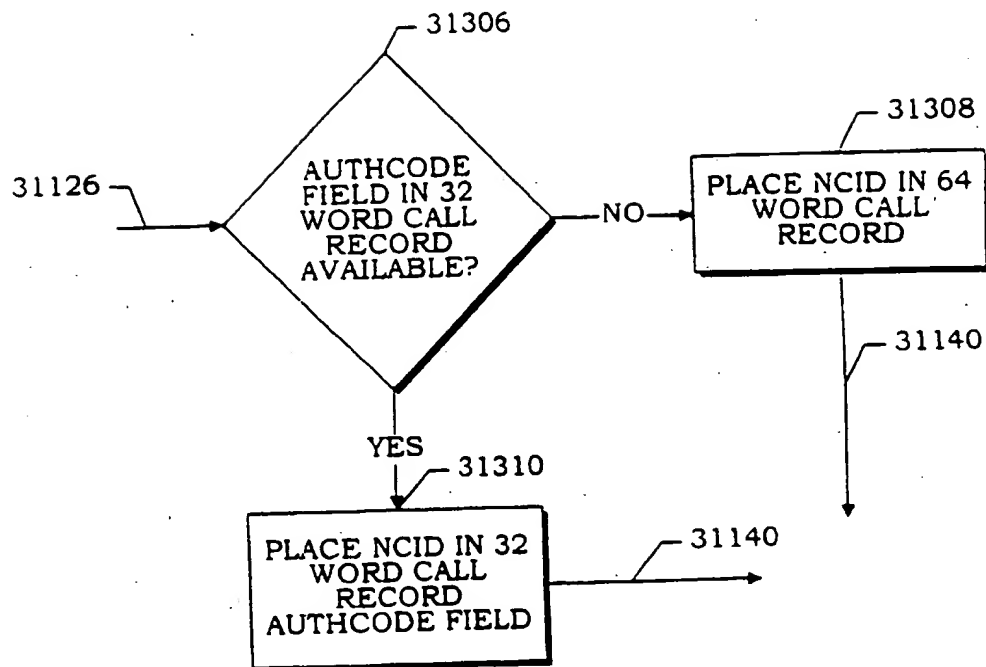 31306
31126
AUTHCODE
FIELD IN 32
WORD CALL
RECORD
AVAILABLE?
NO
31308
PLACE NCID IN 64
WORD CALL
RECORD
31140
YES
31310
PLACE NCID IN 32
WORD CALL
RECORD
AUTHCODE FIELD
31140